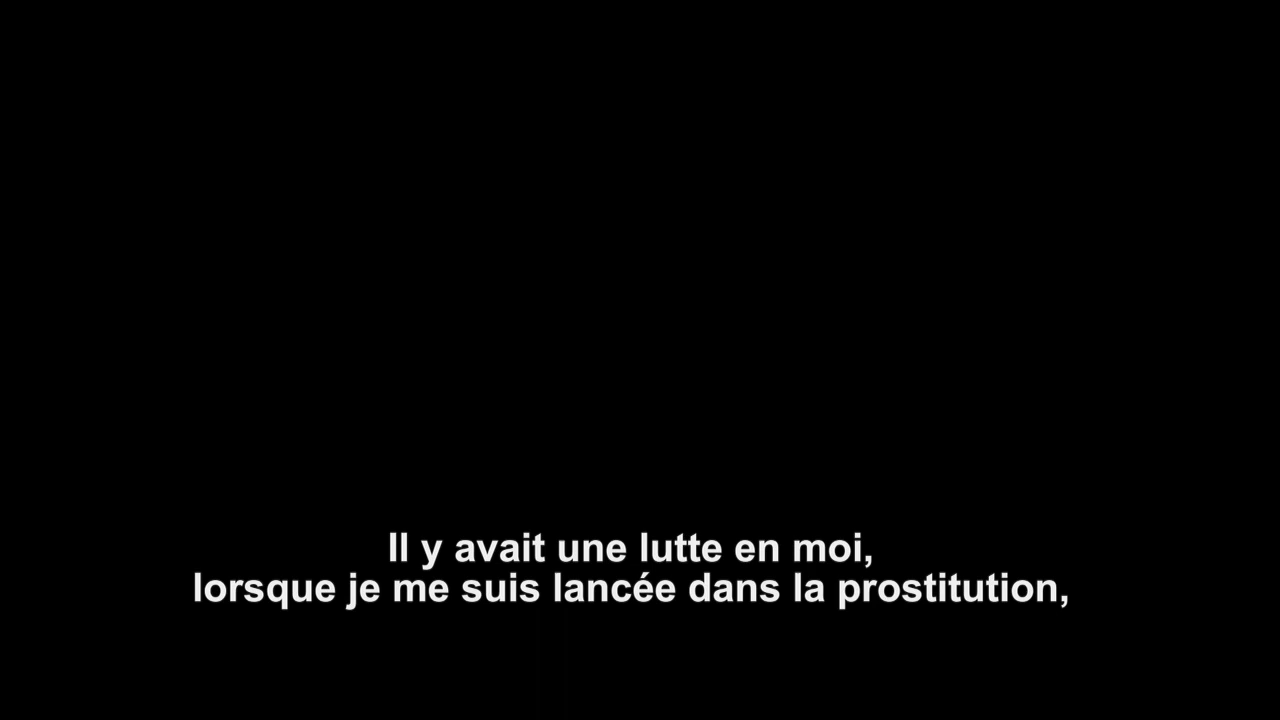 Il y avait une lutte en moi,
lorsque je me suis lancée dans la prostitution,